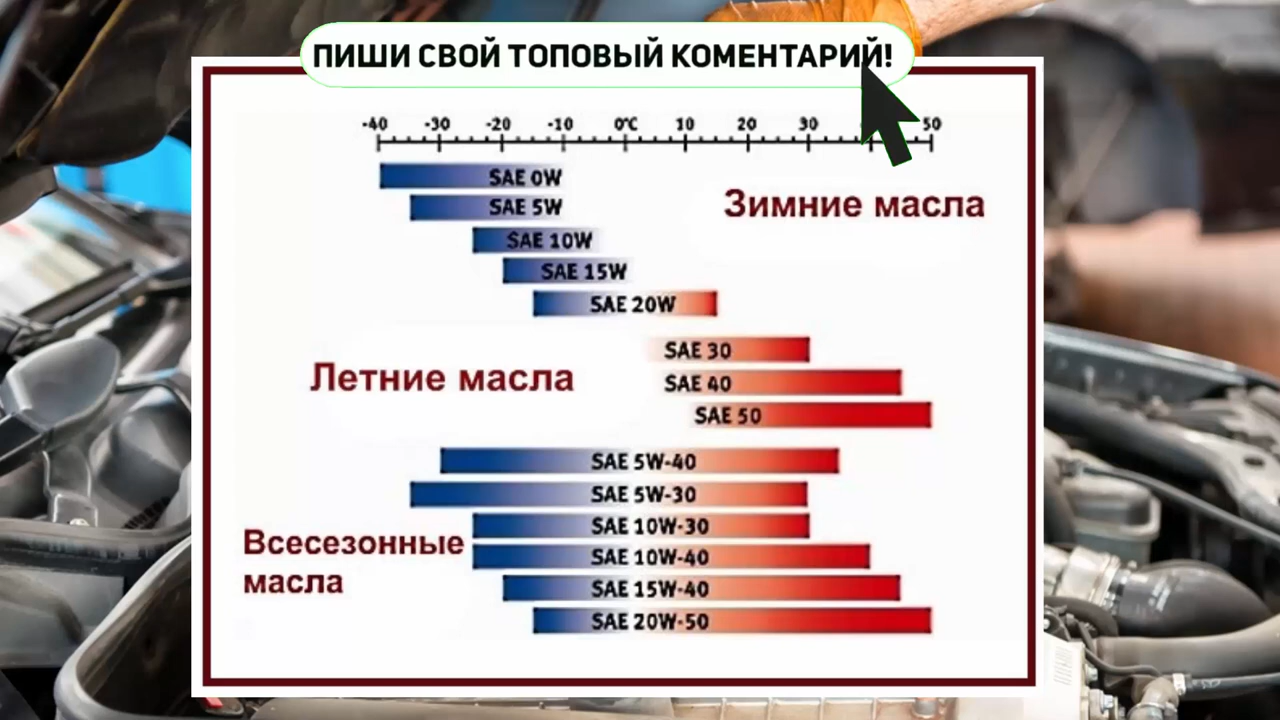 ПИШИ СВОЙ ТОПОВЫЙ КОМЕНТАРИЙ!
-40 -30 -20 -10 0°C 10 20 30 50
SAE 0W
SAE 5W
Зимние масла
SAE 10W
SAE 15W
SAE 20W
SAE 30
Летние масла
SAE 40
SAE 50
SAE 5W-40
SAE 5W-30
SAE 10W-30
Всесезонные
масла
SAE 10W-40
SAE 15W-40
SAE 20W-50